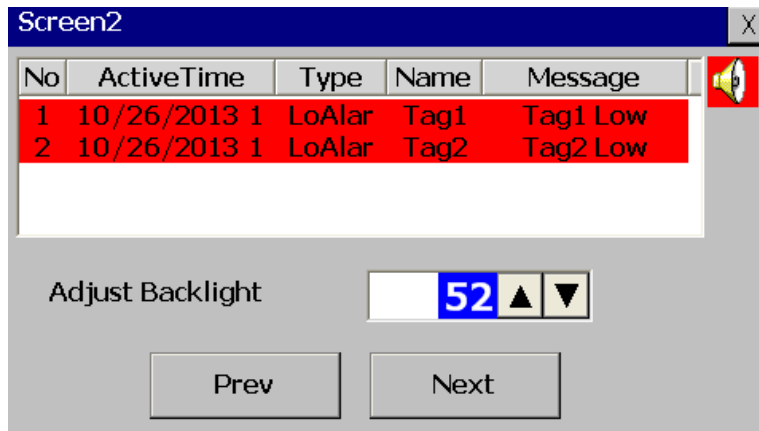 Screen2 X
No ActiveTime Type Name Message
1 10/26/2013 1 LoAlar Tag1 Tag1 Low
2 10/26/2013 1 LoAlar Tag2 Tag2 Low
Adjust Backlight 52
Prev Next